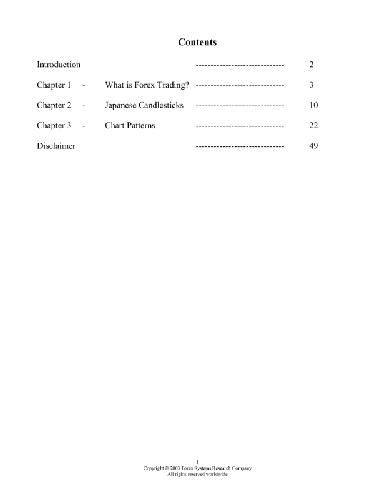 Contents
Introduction ----------------------------- 2
Chapter 1 - What is Forex Trading? ----------------------------- 3
Chapter 2 - Japanese Candlesticks ----------------------------- 10
Chapter 3 - Chart Patterns ----------------------------- 22
Disclaimer ----------------------------- 49
1
Copyright © Forex Systems Research Company
All rights reserved worldwide